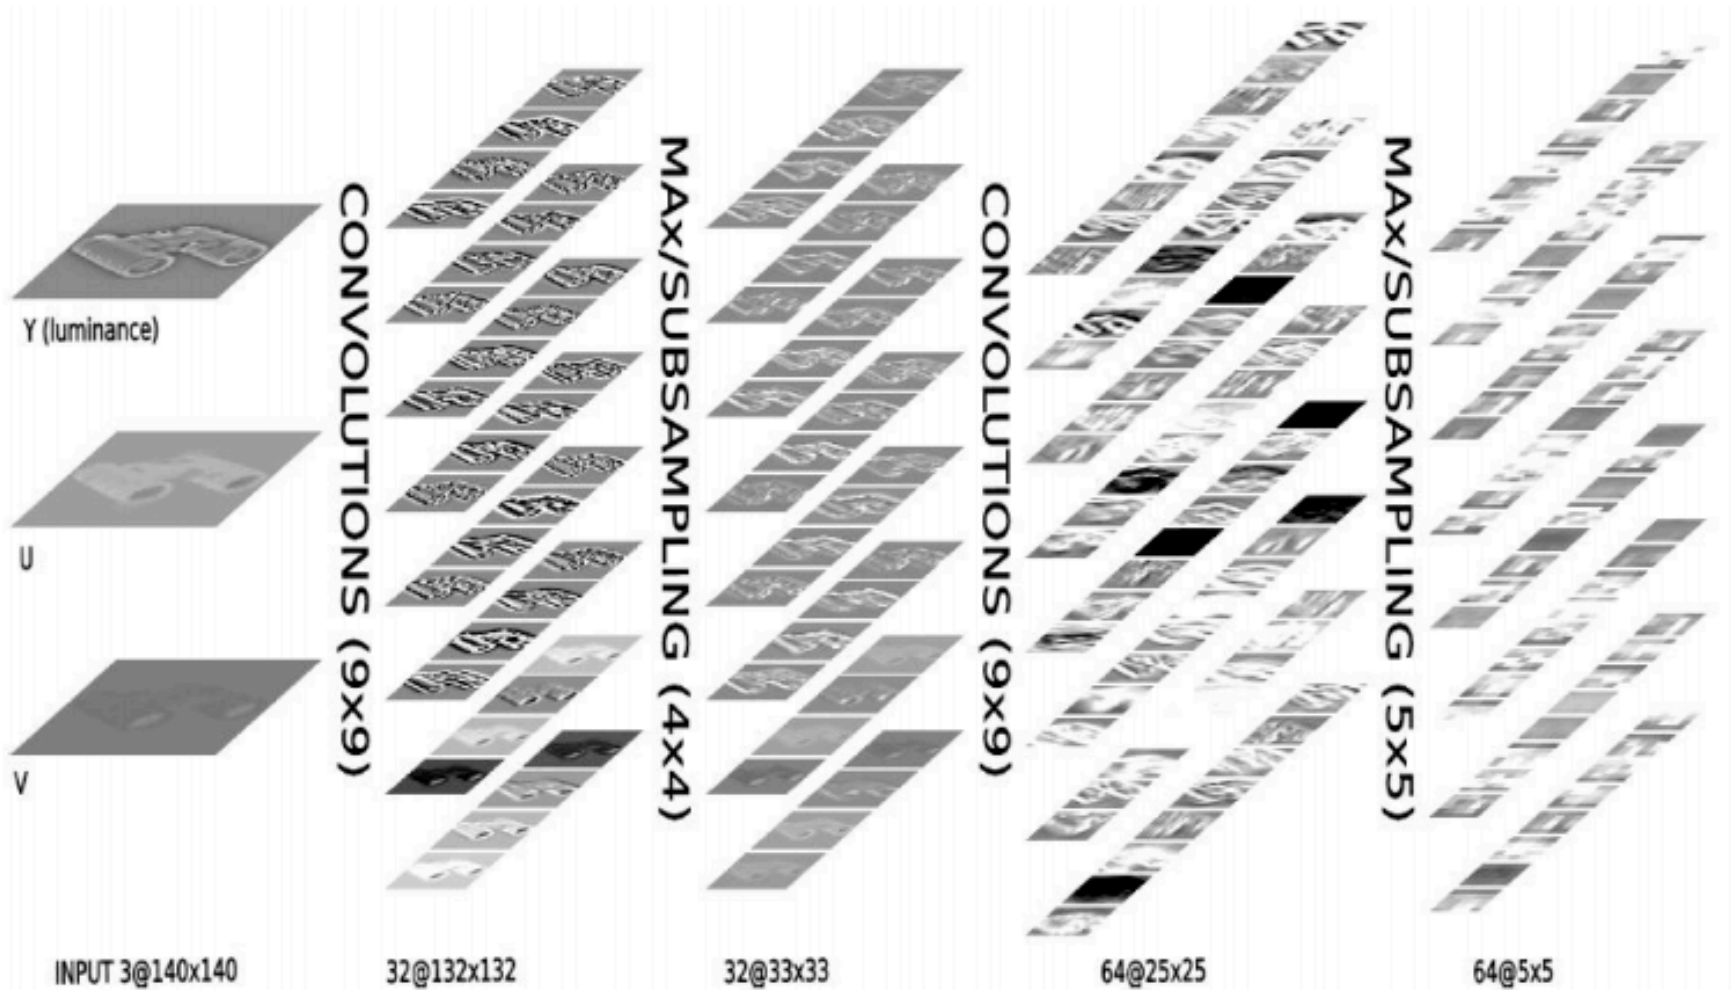 Y (luminance)
U
V
CONVOLUTIONS (9x9)
MAx/SUBSAMPLING (4x4)
CONVOLUTIONS (9x9)
MAx/SUBSAMPLING (5x5)
INPUT 3@140x140
32@132x132
32@33x33
64@25x25
64@5x5